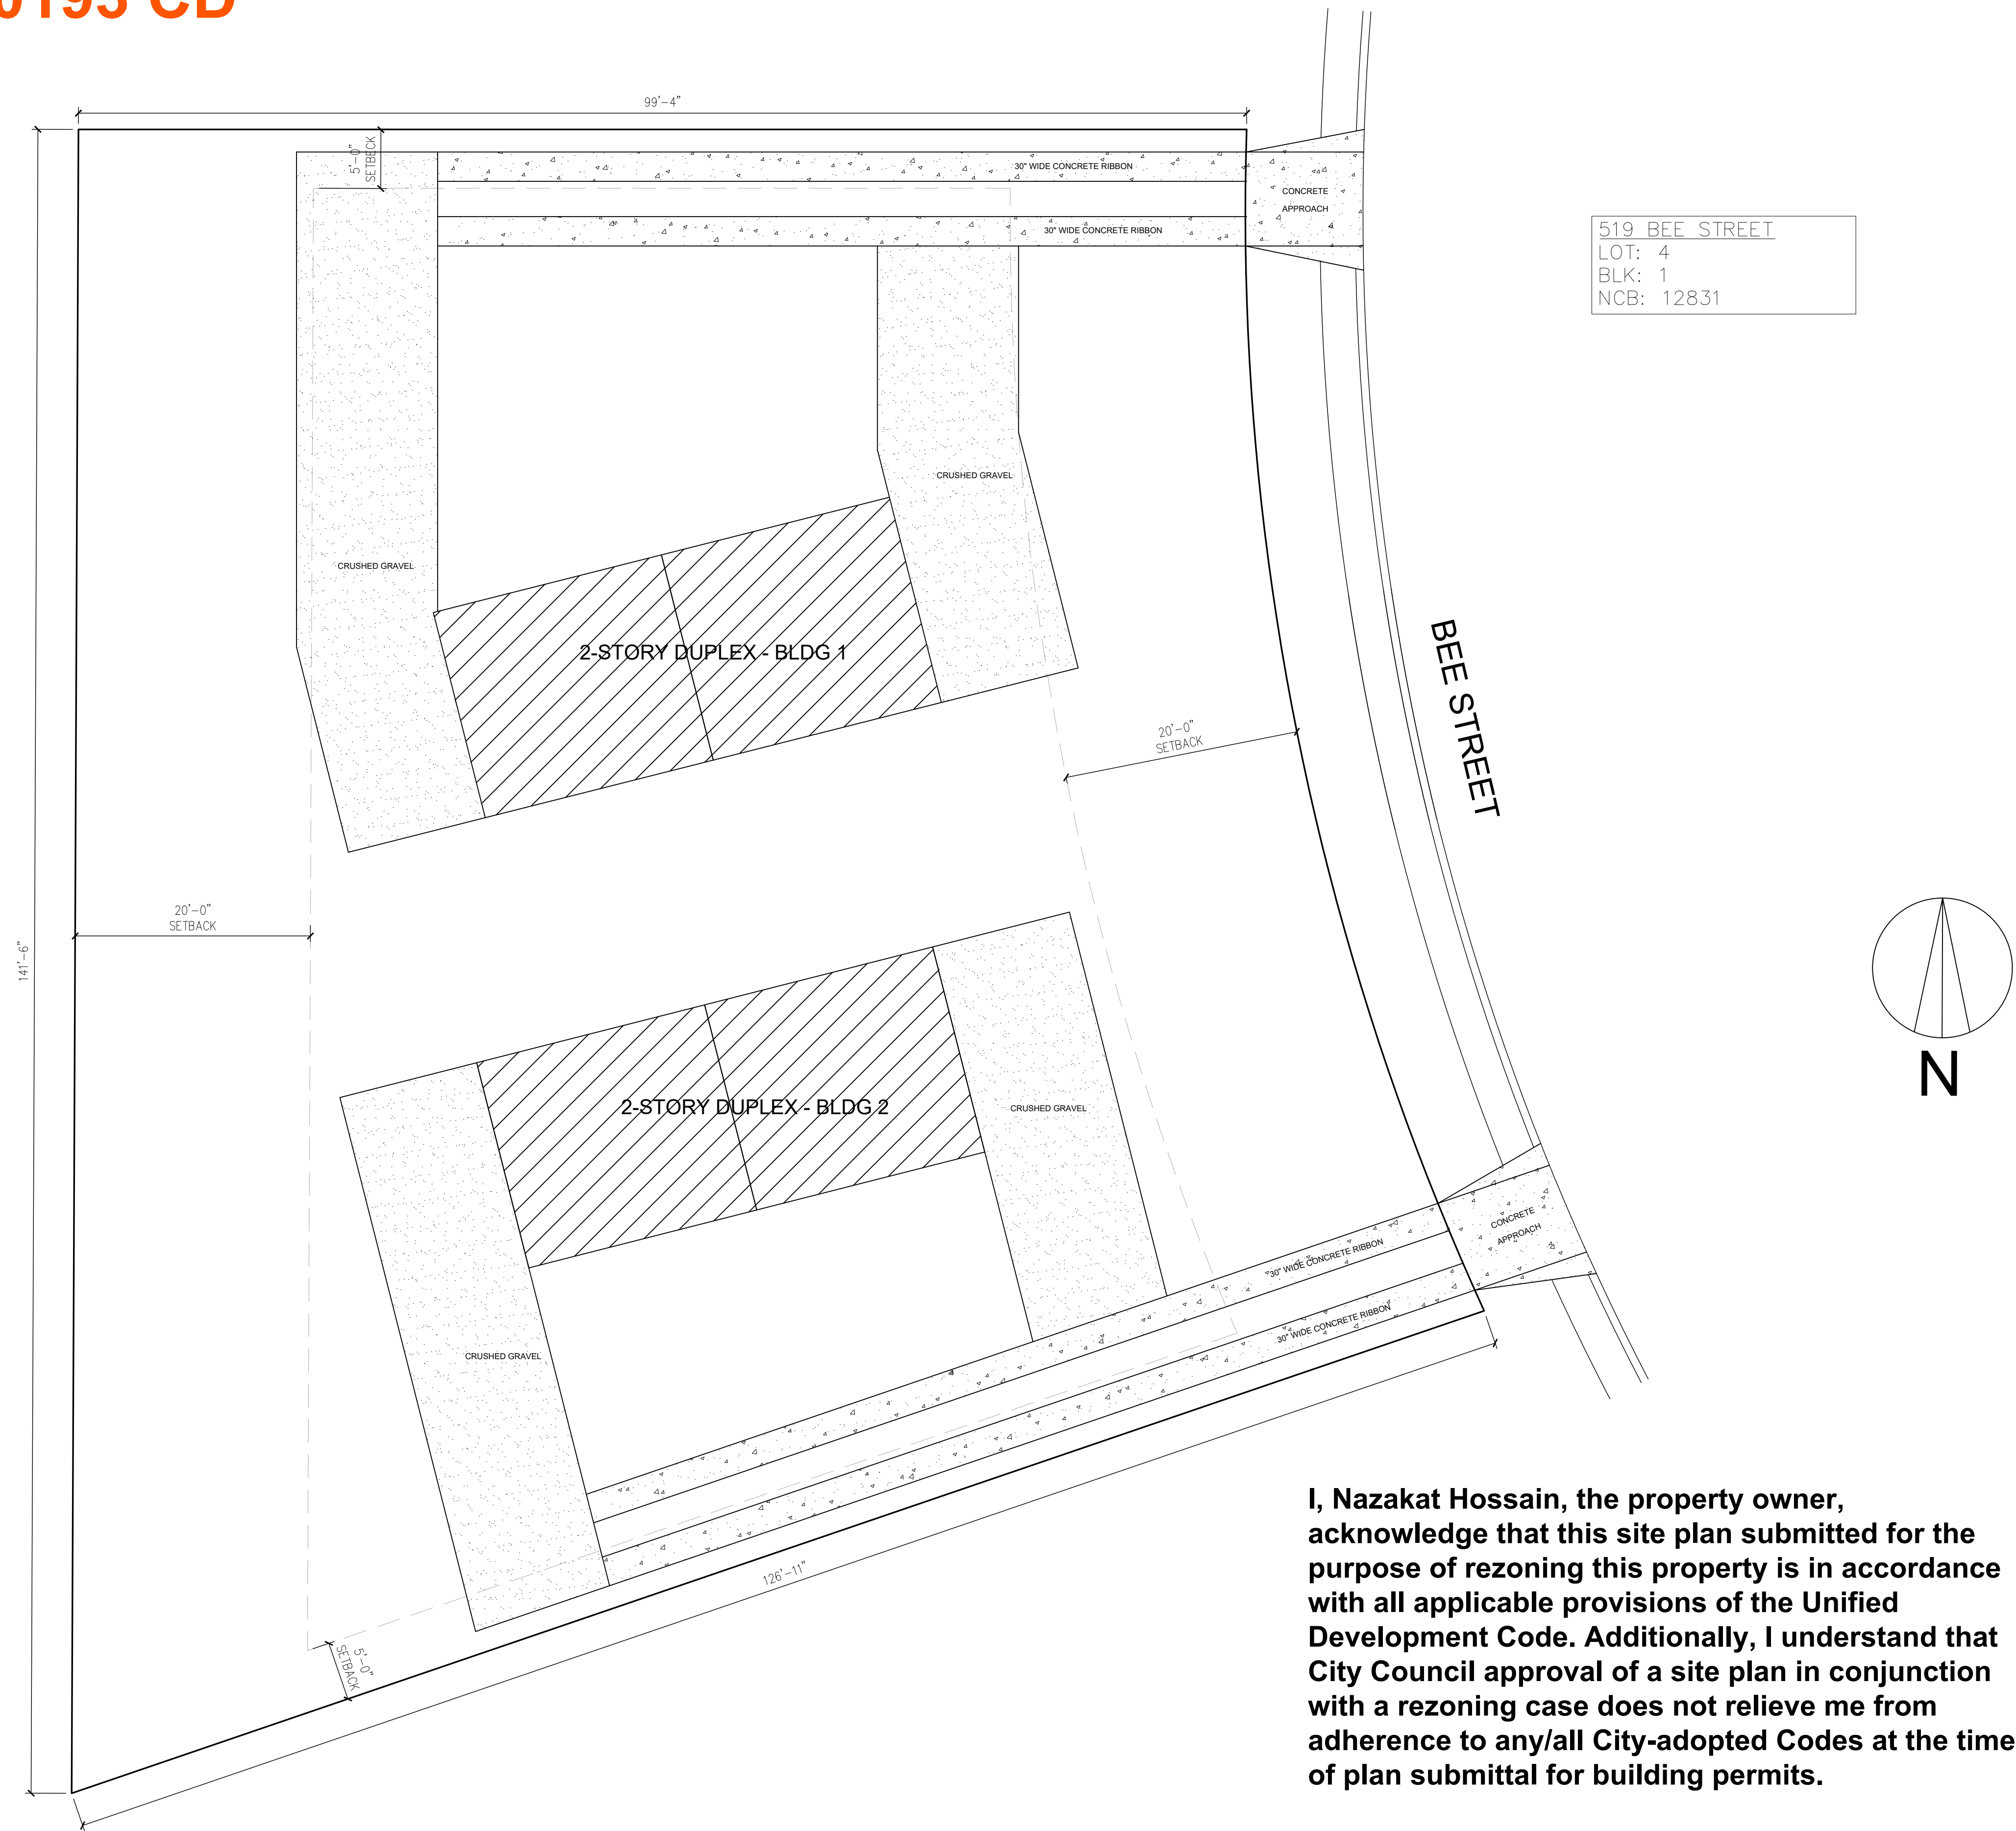 0193 CD
99'-4"
5'-0"
SETBECK
30" WIDE CONCRETE RIBBON
CONCRETE
APPROACH
30" WIDE CONCRETE RIBBON
519 BEE STREET
LOT: 4
BLK: 1
NCB: 12831
CRUSHED GRAVEL
CRUSHED GRAVEL
2-STORY DUPLEX - BLDG 1
BEE STREET
20'-0"
SETBACK
20'-0"
SETBACK
141'-6"
N
2-STORY DUPLEX - BLDG 2
CRUSHED GRAVEL
CONCRETE
APPROACH
30" WIDE CONCRETE RIBBON
30" WIDE CONCRETE RIBBON
CRUSHED GRAVEL
126'-11"
5'-0"
SETBACK
I, Nazakat Hossain, the property owner,
acknowledge that this site plan submitted for the
purpose of rezoning this property is in accordance
with all applicable provisions of the Unified
Development Code. Additionally, I understand that
City Council approval of a site plan in conjunction
with a rezoning case does not relieve me from
adherence to any/all City-adopted Codes at the time
of plan submittal for building permits.